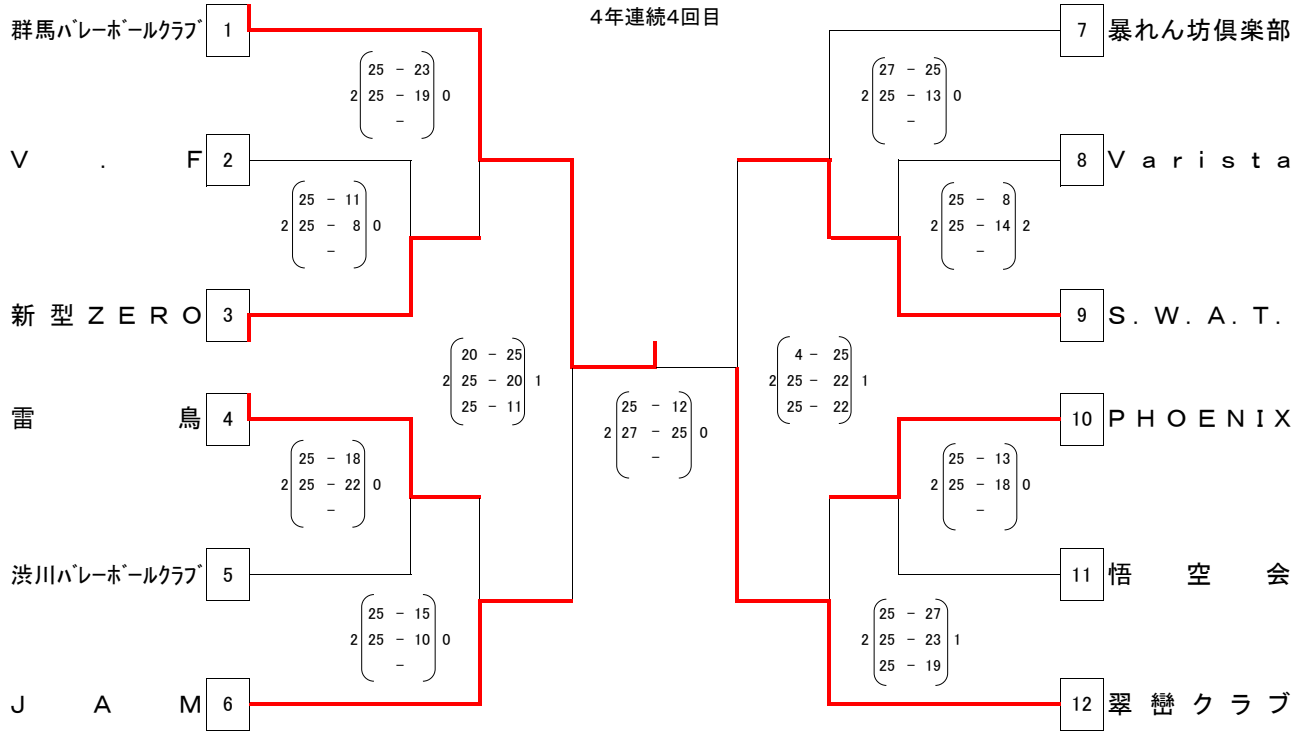 4年連続4回目
群馬バレーボールクラブ 1
25 - 23
2 25 - 19 0
-
V . F 2
25 - 11
2 25 - 8 0
-
新型ZERO 3
20 - 25
2 25 - 20 1
25 - 11
雷鳥 4
25 - 18
2 25 - 22 0
-
渋川バレーボールクラブ 5
25 - 15
2 25 - 10 0
-
JAM 6
25 - 12
2 27 - 25 0
-
7 暴れん坊倶楽部
27 - 25
2 25 - 13 0
-
8 Varista
25 - 8
2 25 - 14 2
-
9 S.W.A.T.
4 - 25
2 25 - 22 1
25 - 22
10 PHOENIX
25 - 13
2 25 - 18 0
-
11 悟空会
25 - 27
2 25 - 23 1
25 - 19
12 翠巒クラブ